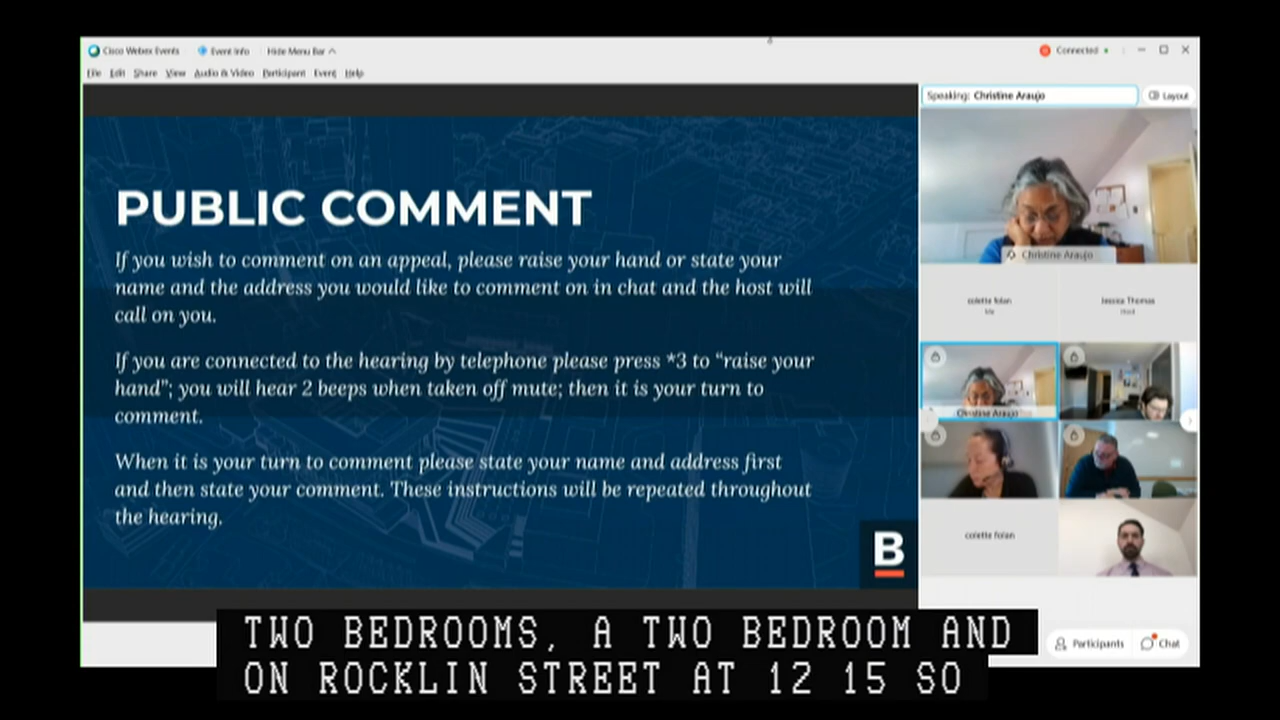 Cisco Webex Events Event Info Hide Menu Bar
Connected
File Edit Share View Audio & Video Participant Event Help
Speaking: Christine Araujo
Layout
PUBLIC COMMENT
If you wish to comment on an appeal, please raise your hand or state your
name and the address you would like to comment on in chat and the host will
call on you.
If you are connected to the hearing by telephone please press *3 to “raise your
hand”; you will hear 2 beeps when taken off mute; then it is your turn to
comment.
When it is your turn to comment please state your name and address first
and then state your comment. These instructions will be repeated throughout
the hearing.
B
Christine Araujo
colette folan
Me
Jessica Thomas
Host
Christine Araujo
colette folan
Participants
Chat
TWO BEDROOMS, A TWO BEDROOM AND
ON ROCKLIN STREET AT 12 15 SO